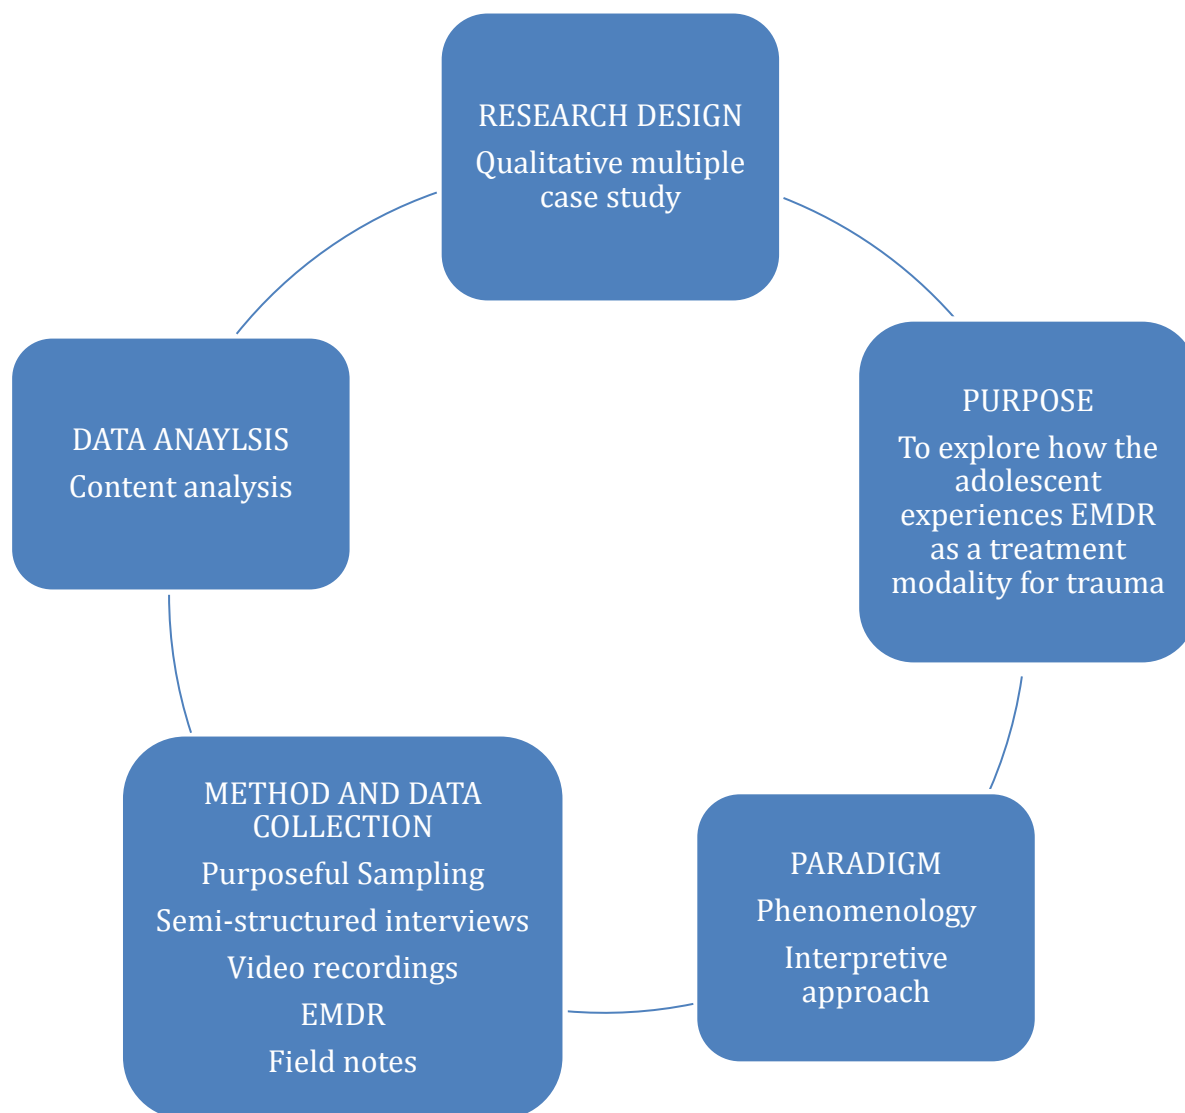 RESEARCH DESIGN
Qualitative multiple
case study
PURPOSE
To explore how the
adolescent
experiences EMDR
as a treatment
modality for trauma
PARADIGM
Phenomenology
Interpretive
approach
METHOD AND DATA
COLLECTION
Purposeful Sampling
Semi-structured interviews
Video recordings
EMDR
Field notes
DATA ANAYLSIS
Content analysis